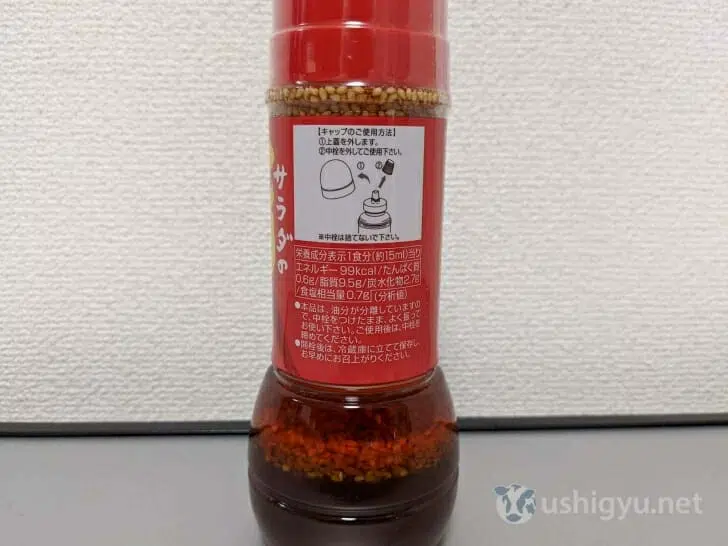 サラダの
【キャップのご使用方法】
①上蓋を外します。
②中栓を外してご使用下さい。
① ②
※中栓は捨てないで下さい。
栄養成分表示1食分(約15ml)当り
エネルギー99kcal/たんぱく質
0.6g/脂質9.5g/炭水化物2.7g
/食塩相当量0.7g (分析値)
●本品は、油分が分離していますの
で、中栓をつけたまま、よく振って
お使い下さい。ご使用後は、中栓を
締めてください。
●開栓後は、冷蔵庫に立てて保存し、
お早めにお召上がりください。
ushigyu.net